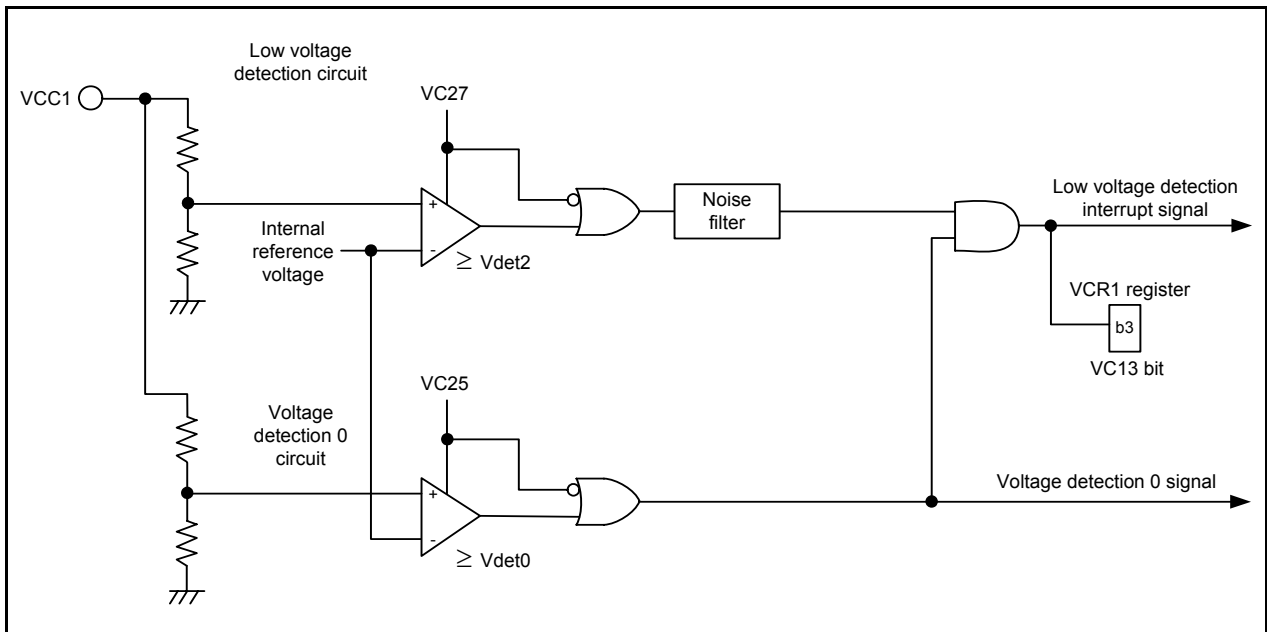 Low voltage
detection circuit
VCC1
VC27
+
-
Internal
reference
voltage
≥ Vdet2
Noise
filter
Low voltage detection
interrupt signal
VCR1 register
b3
VC13 bit
Voltage
detection 0
circuit
VC25
+
-
≥ Vdet0
Voltage detection 0 signal